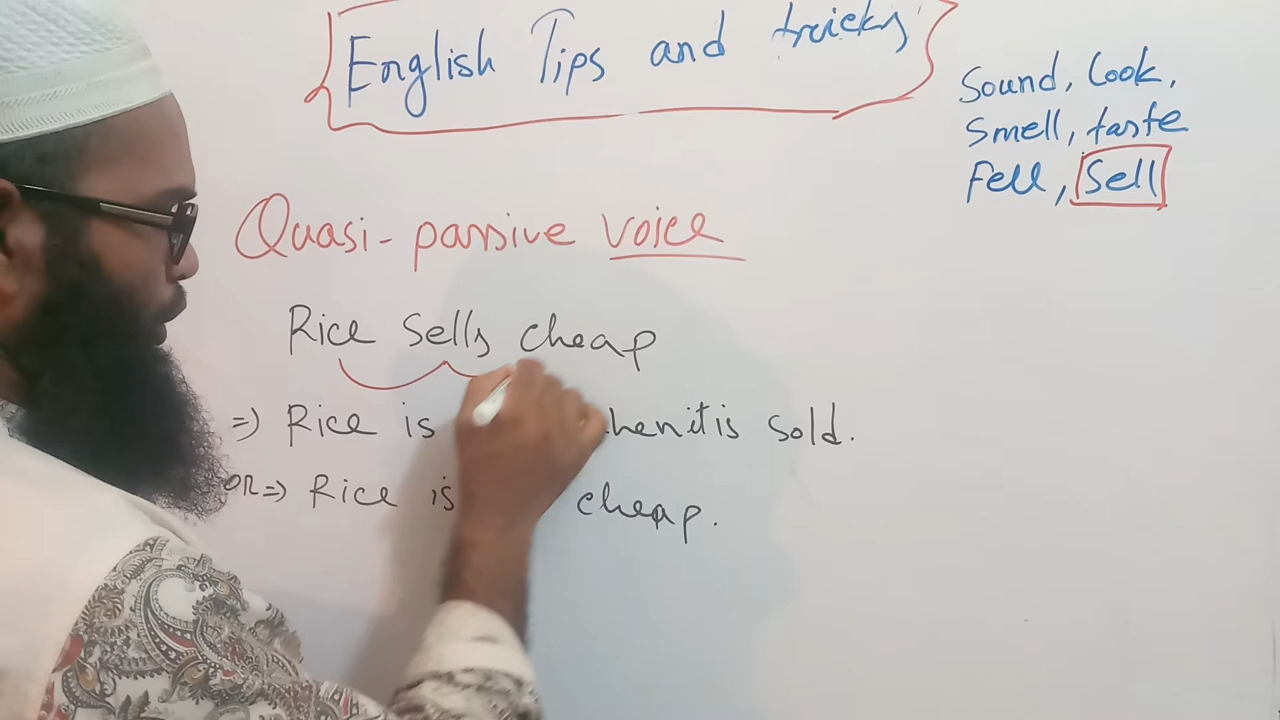 English Tips and tricks
Sound, Look,
Smell, taste
Fell, Sell
Quasi-passive voice
Rice sells cheap
=) Rice is henitis sold.
OR=) Rice is cheap.